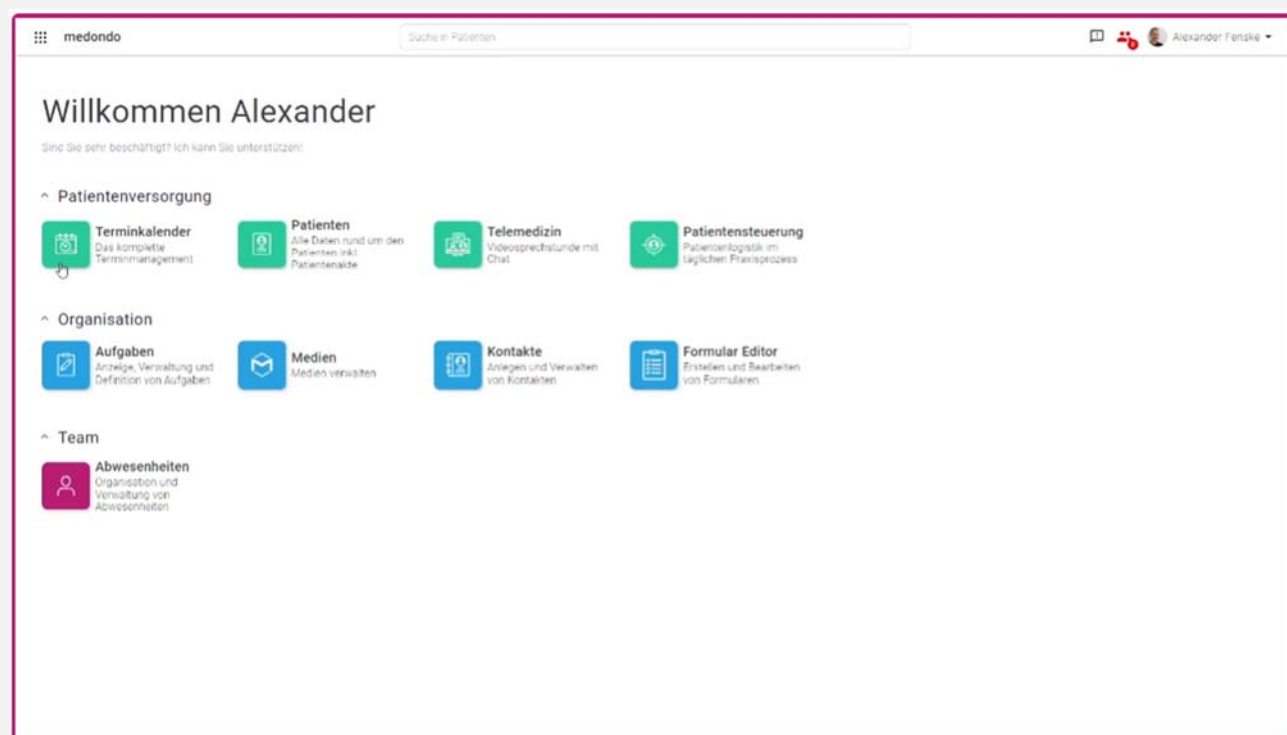 medondo
Suche in Patienten
Alexander Fenske
Willkommen Alexander
Sind Sie sehr beschäftigt? Ich kann Sie unterstützen!
Patientenversorgung
Terminkalender
Das komplette
Terminmanagement
Patienten
Alle Daten rund um den
Patienten inkl.
Patientenakte
Telemedizin
Videosprechstunde mit
Chat
Patientensteuerung
Patientenlogistik im
täglichen Praxisprozess
Organisation
Aufgaben
Anzeige, Verwaltung und
Definition von Aufgaben
Medien
Medien verwalten
Kontakte
Anlegen und Verwalten
von Kontakten
Formular Editor
Erstellen und Bearbeiten
von Formularen
Team
Abwesenheiten
Organisation und
Verwaltung von
Abwesenheiten